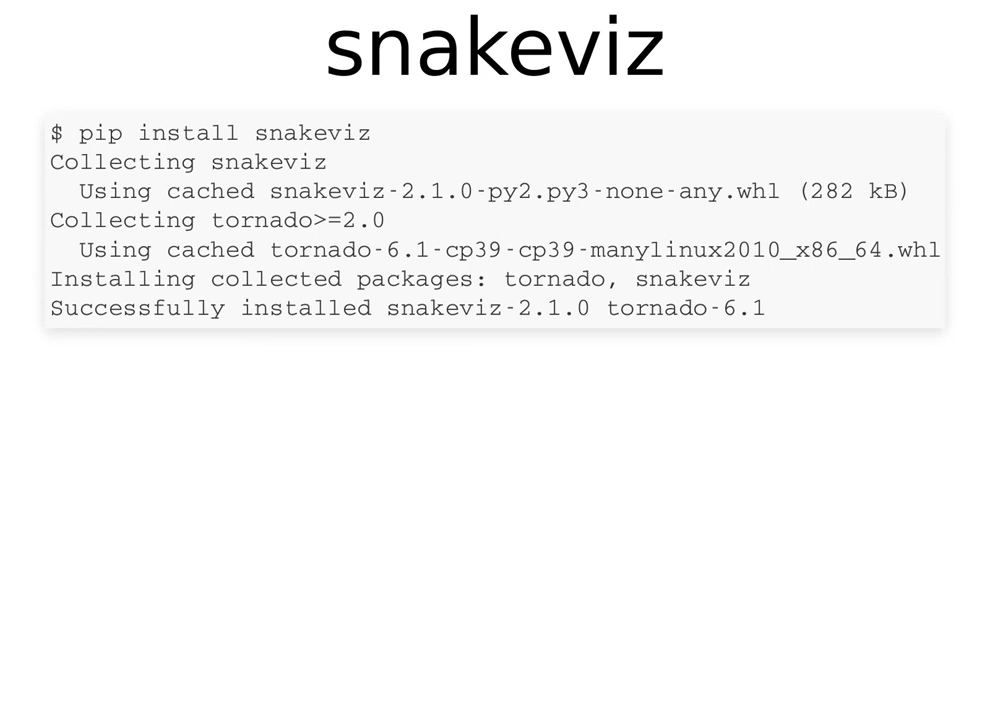 snakeviz
$ pip install snakeviz
Collecting snakeviz
  Using cached snakeviz-2.1.0-py2.py3-none-any.whl (282 kB)
Collecting tornado>=2.0
  Using cached tornado-6.1-cp39-cp39-manylinux2010_x86_64.whl
Installing collected packages: tornado, snakeviz
Successfully installed snakeviz-2.1.0 tornado-6.1